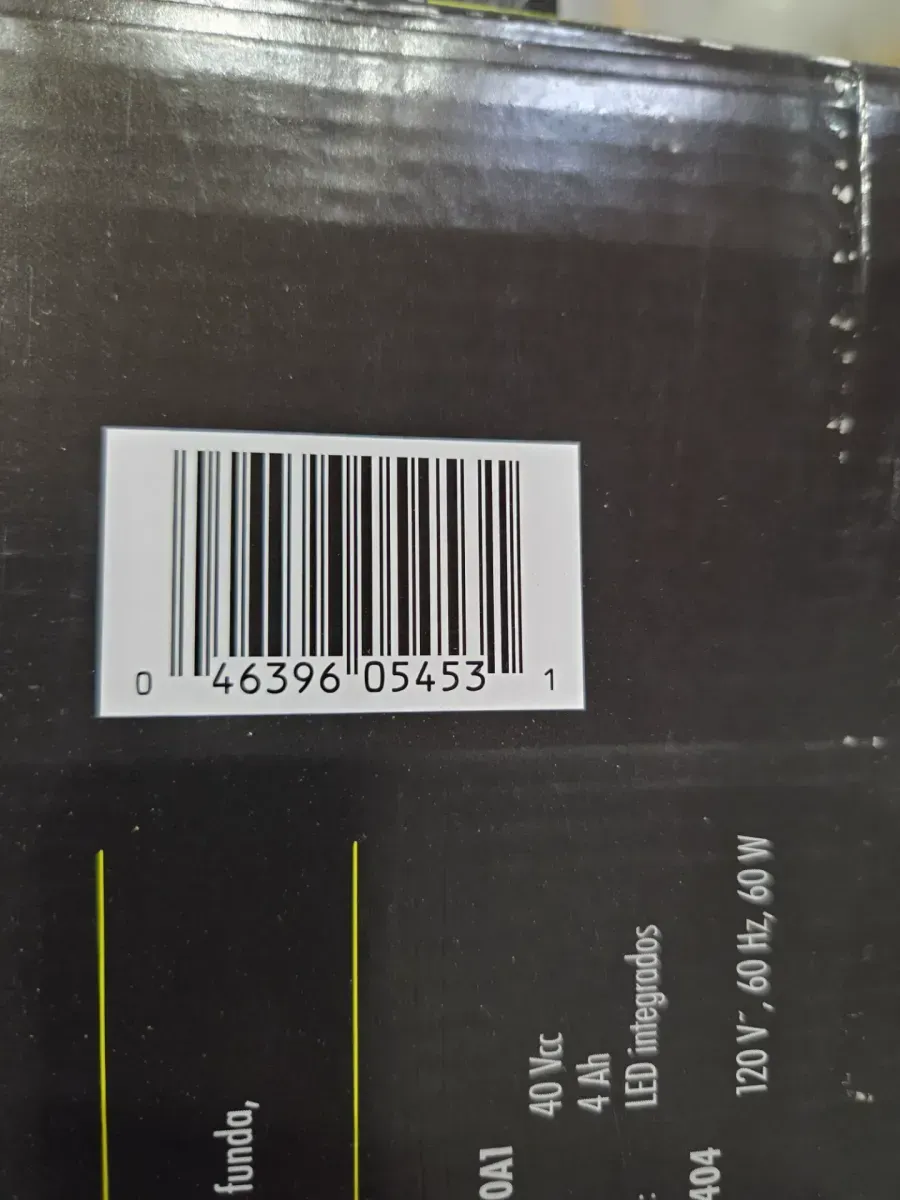 0 46396 05453 1
funda,
0A1
40 Vcc
4 Ah
LED integrados
:
404
120 V~, 60 Hz, 60 W